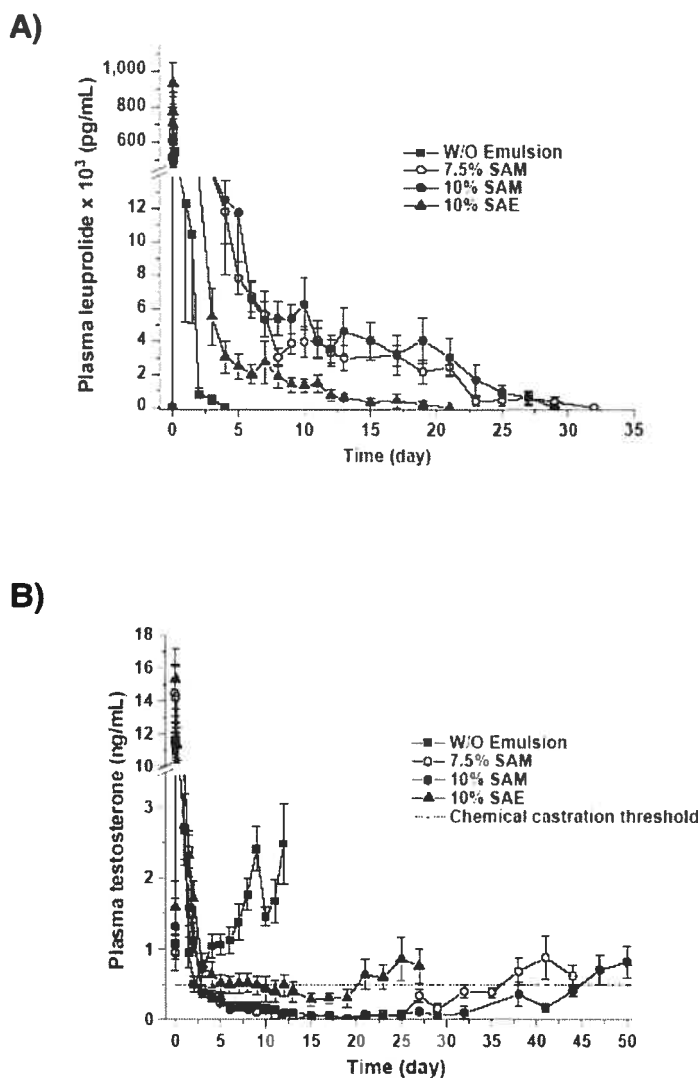 A)
Plasma leuprolide x 10³ (pg/mL)
1,000
800
600
12
10
8
6
4
2
0
W/O Emulsion
7.5% SAM
10% SAM
10% SAE
0 5 10 15 20 25 30 35
Time (day)
B)
Plasma testosterone (ng/mL)
18
16
14
12
10
3
2
1
0
W/O Emulsion
7.5% SAM
10% SAM
10% SAE
Chemical castration threshold
0 5 10 15 20 25 30 35 40 45 50
Time (day)